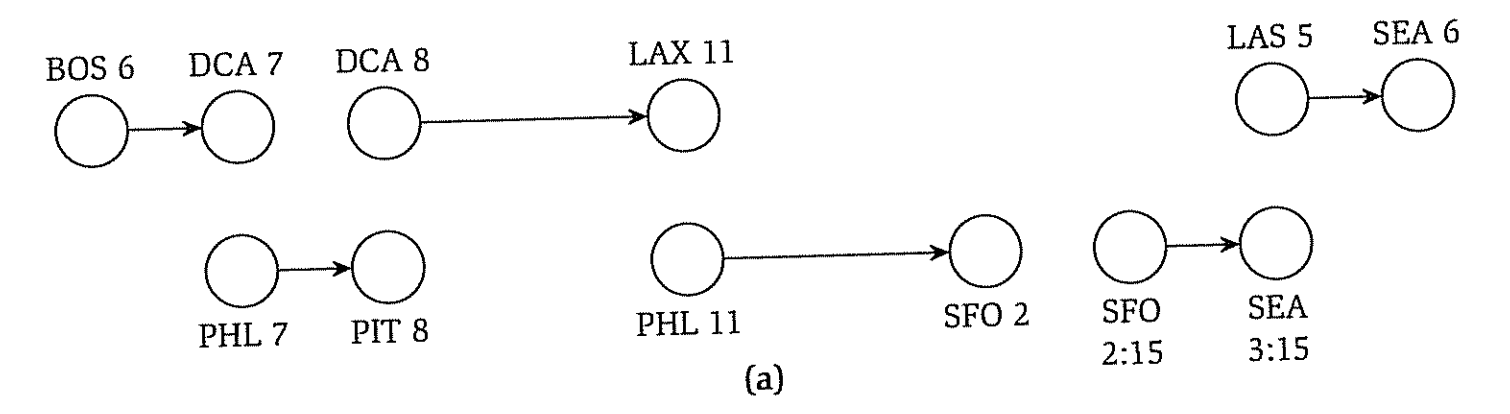 BOS 6
DCA 7
DCA 8
LAX 11
LAS 5
SEA 6
PHL 7
PIT 8
PHL 11
SFO 2
SFO
2:15
SEA
3:15
(a)